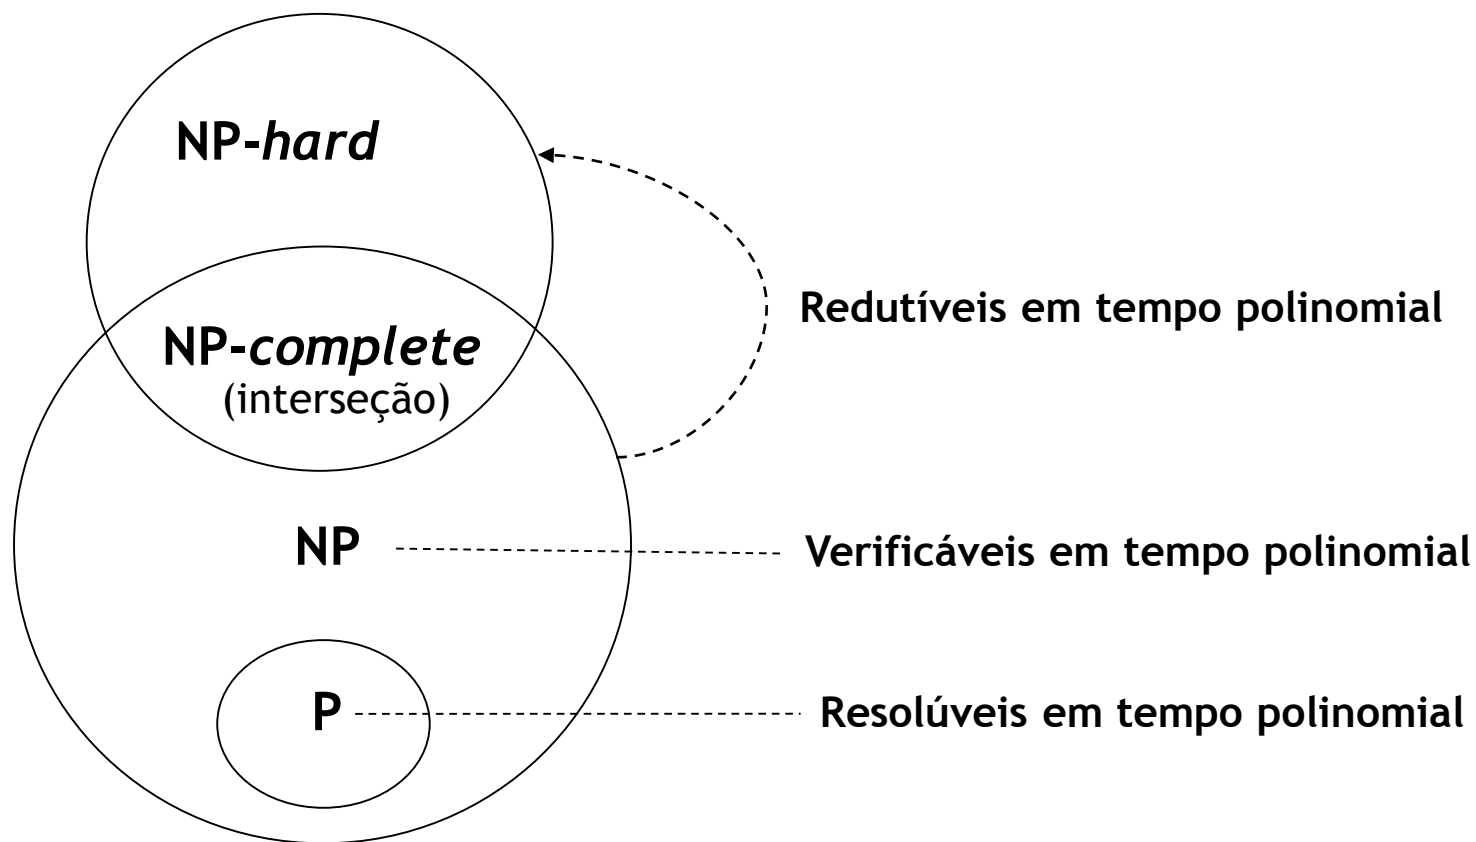 NP-hard
NP-complete
(interseção)
Redutíveis em tempo polinomial
NP
Verificáveis em tempo polinomial
P
Resolúveis em tempo polinomial